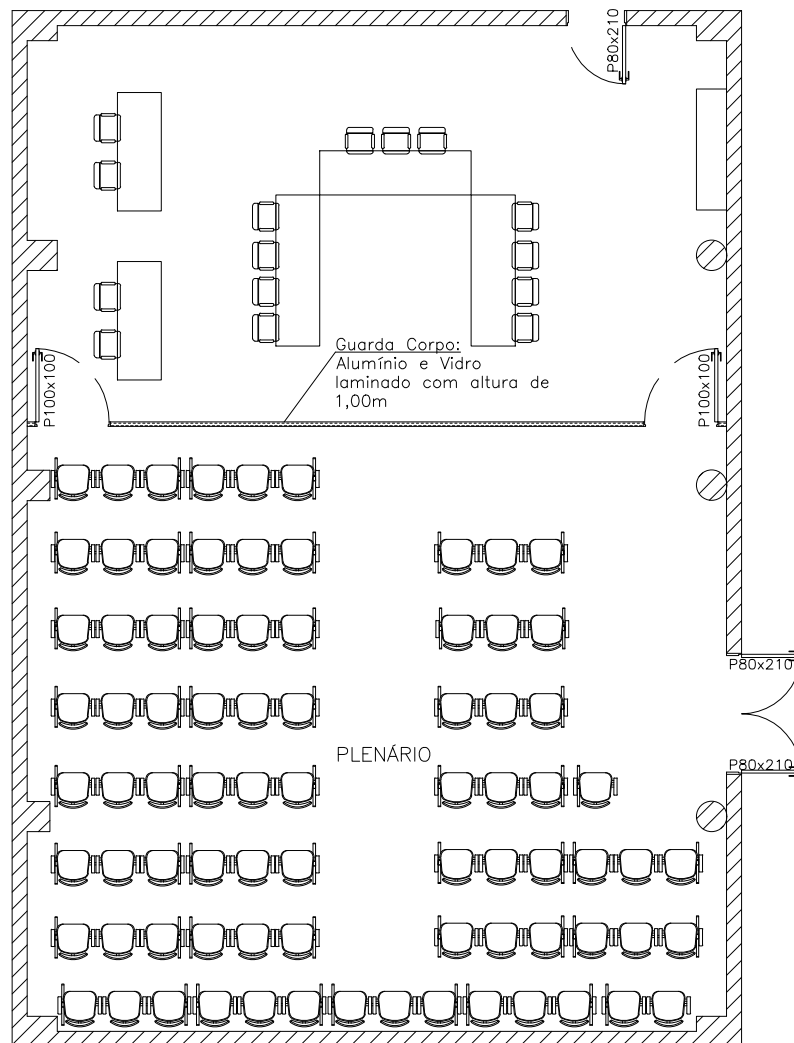 P80x210
Guarda Corpo:
Alumínio e Vidro
laminado com altura de
1,00m
P100x100
P100x100
P80x210
PLENÁRIO
P80x210